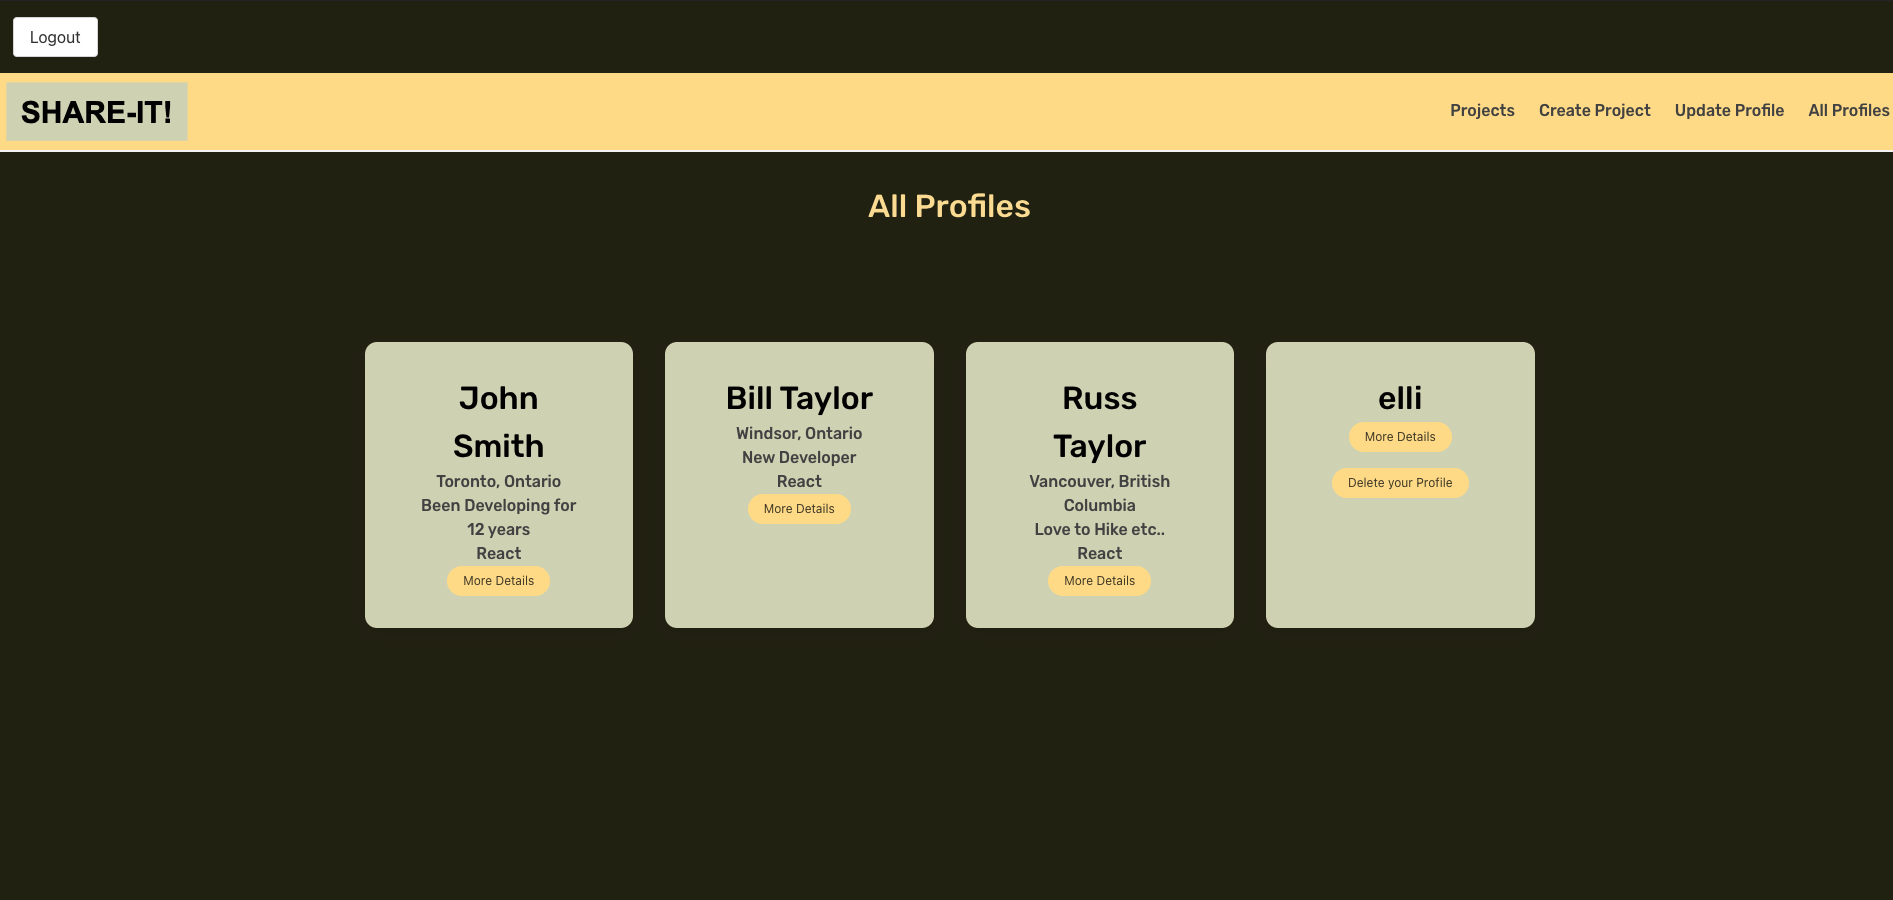 Logout
SHARE-IT!
Projects Create Project Update Profile All Profiles
All Profiles
John
Smith
Toronto, Ontario
Been Developing for
12 years
React
More Details
Bill Taylor
Windsor, Ontario
New Developer
React
More Details
Russ
Taylor
Vancouver, British
Columbia
Love to Hike etc..
React
More Details
elli
More Details
Delete your Profile